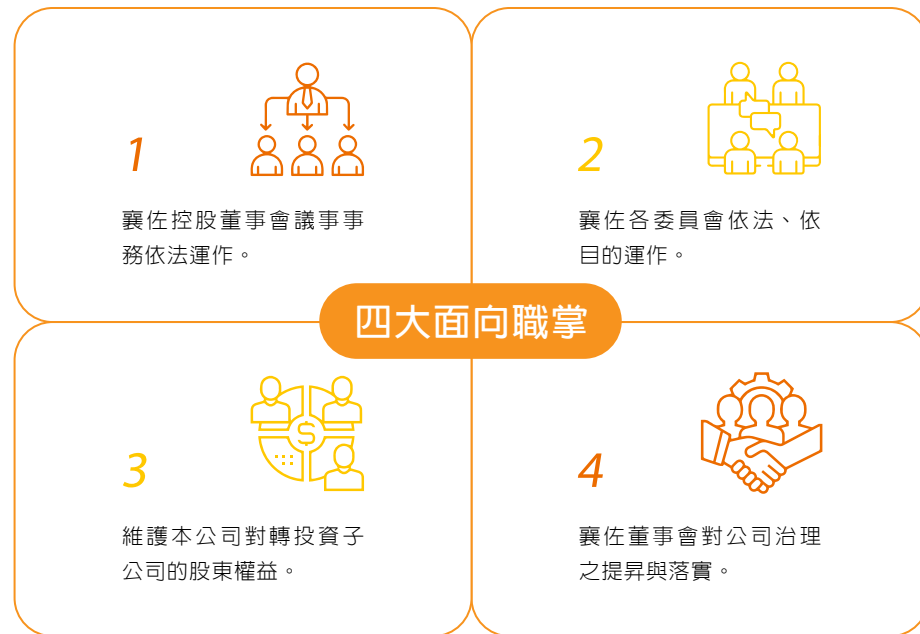 1
襄佐控股董事會議事事
務依法運作。
2
襄佐各委員會依法、依
目的運作。
四大面向職掌
3
維護本公司對轉投資子
公司的股東權益。
4
襄佐董事會對公司治理
之提昇與落實。